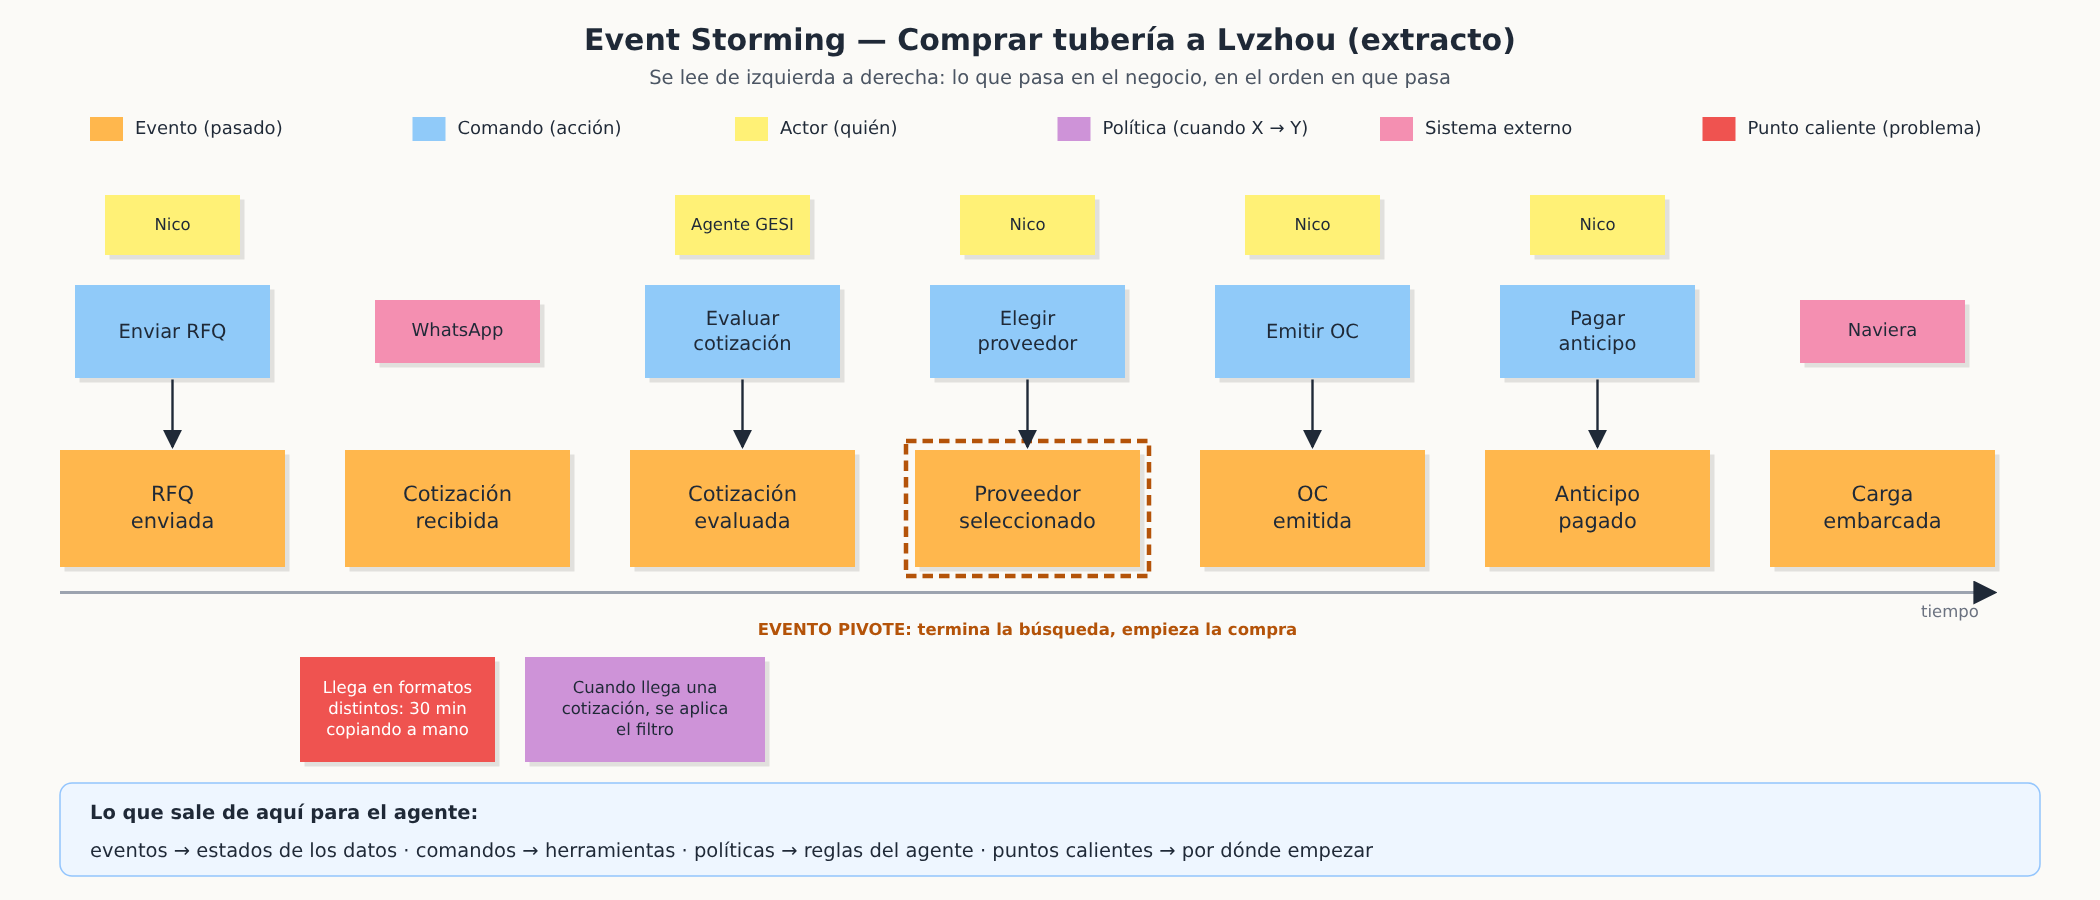 Event Storming — Comprar tubería a Lvzhou (extracto)
Se lee de izquierda a derecha: lo que pasa en el negocio, en el orden en que pasa
Evento (pasado)
Comando (acción)
Actor (quién)
Política (cuando X → Y)
Sistema externo
Punto caliente (problema)
Nico
Agente GESI
Nico
Nico
Nico
Enviar RFQ
WhatsApp
Evaluar
cotización
Elegir
proveedor
Emitir OC
Pagar
anticipo
Naviera
RFQ
enviada
Cotización
recibida
Cotización
evaluada
Proveedor
seleccionado
OC
emitida
Anticipo
pagado
Carga
embarcada
tiempo
EVENTO PIVOTE: termina la búsqueda, empieza la compra
Llega en formatos
distintos: 30 min
copiando a mano
Cuando llega una
cotización, se aplica
el filtro
Lo que sale de aquí para el agente:
eventos → estados de los datos · comandos → herramientas · políticas → reglas del agente · puntos calientes → por dónde empezar